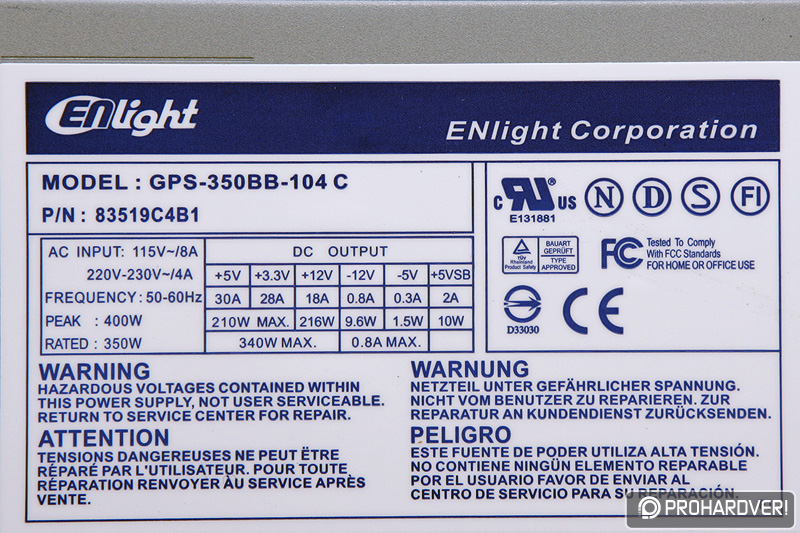 ENlight
ENlight Corporation
MODEL : GPS-350BB-104 C
P/N : 83519C4B1
AC INPUT: 115V~/8A
220V-230V~/4A
FREQUENCY: 50-60Hz
PEAK : 400W
RATED : 350W
DC OUTPUT
+5V +3.3V +12V -12V -5V +5VSB
30A 28A 18A 0.8A 0.3A 2A
210W MAX. 216W 9.6W 1.5W 10W
340W MAX. 0.8A MAX.
C RU ® US
E131881
N D S FI
TÜV
Rheinland
Product Safety
BAUART
GEPRÜFT
TYPE
APPROVED
FCC
Tested To Comply
With FCC Standards
FOR HOME OR OFFICE USE
D33030
CE
WARNING
HAZARDOUS VOLTAGES CONTAINED WITHIN
THIS POWER SUPPLY, NOT USER SERVICEABLE.
RETURN TO SERVICE CENTER FOR REPAIR.
WARNUNG
NETZTEIL UNTER GEFÄHRLICHER SPANNUNG.
NICHT VOM BENUTZER ZU REPARIEREN. ZUR
REPARATUR AN KUNDENDIENST ZURÜCKSENDEN.
ATTENTION
TENSIONS DANGEREUSES NE PEUT ËTRE
RÉPARÉ PAR L'UTILISATEUR. POUR TOUTE
RÉPARATION RENVOYER ÀU SERVICE APRÈS
VENTE.
PELIGRO
ESTE FUENTE DE PODER UTILIZA ALTA TENSIÓN.
NO CONTIENE NINGÜN ELEMENTO REPARABLE
POR EL USUARIO FAVOR DE ENVIAR AL
CENTRO DE SERVICIO PARA SU REPARACIÓN.
PROHARDVER!